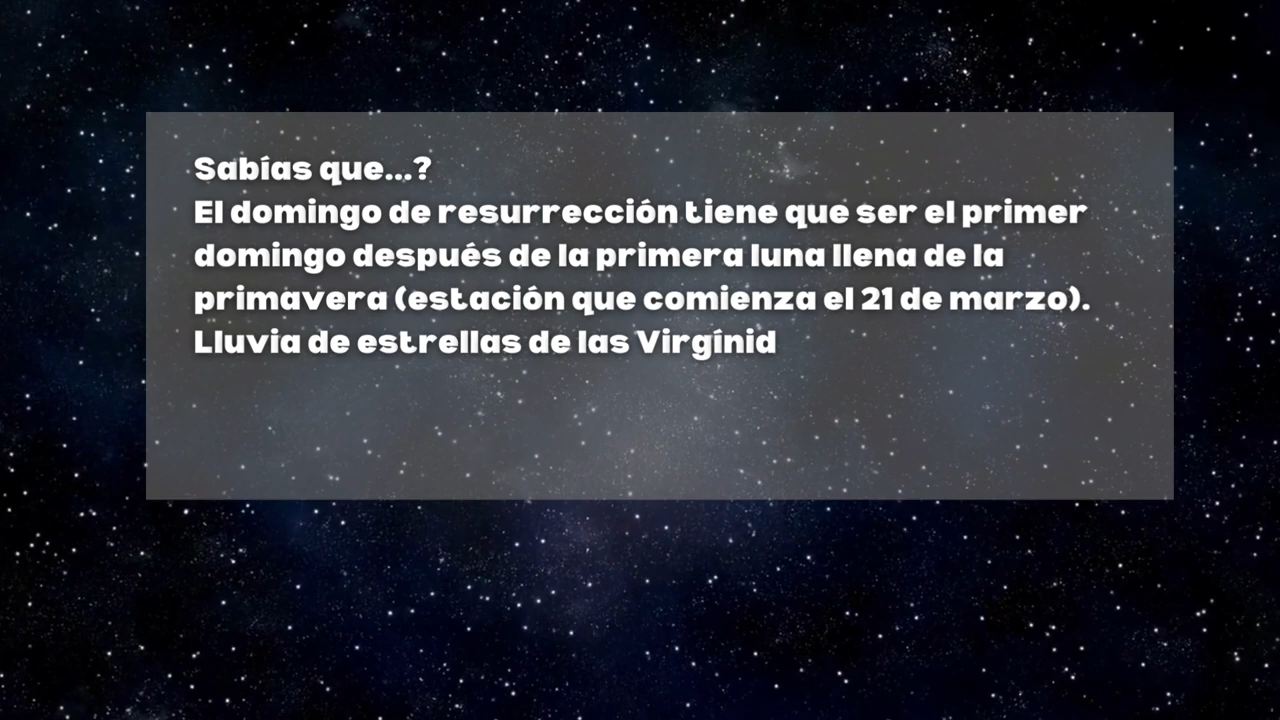 Sabías que...?
El domingo de resurrección tiene que ser el primer
domingo después de la primera luna llena de la
primavera (estación que comienza el 21 de marzo).
Lluvia de estrellas de las Virgínid